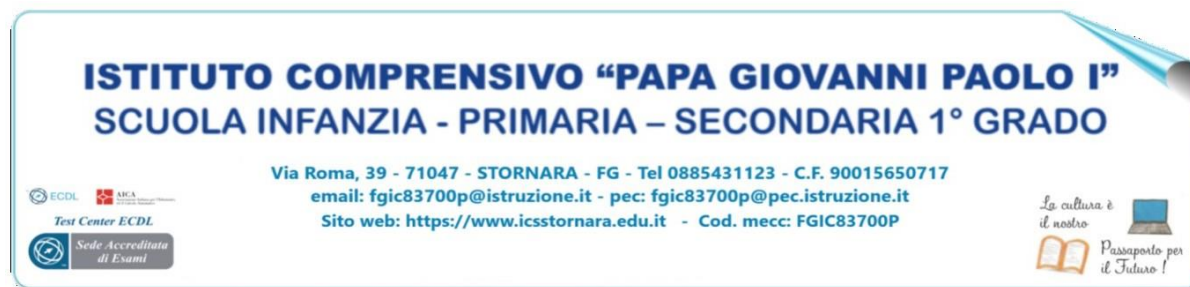 ISTITUTO COMPRENSIVO “PAPA GIOVANNI PAOLO I”
SCUOLA INFANZIA - PRIMARIA – SECONDARIA 1° GRADO
Via Roma, 39 - 71047 - STORNARA - FG - Tel 0885431123 - C.F. 90015650717
email: fgic83700p@istruzione.it - pec: fgic83700p@pec.istruzione.it
Sito web: https://www.icsstornara.edu.it - Cod. mecc: FGIC83700P
ECDL
AICA
Test Center ECDL
Sede Accreditata
di Esami
La cultura è
il nostro
Passaporto per
il Futuro !